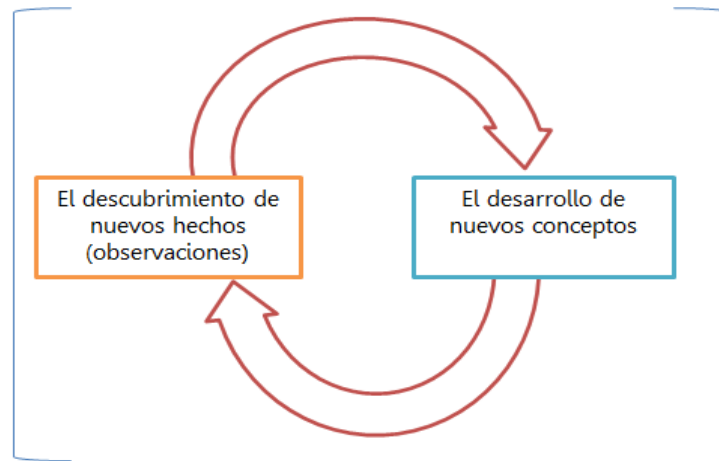 El descubrimiento de
nuevos hechos
(observaciones)
El desarrollo de
nuevos conceptos